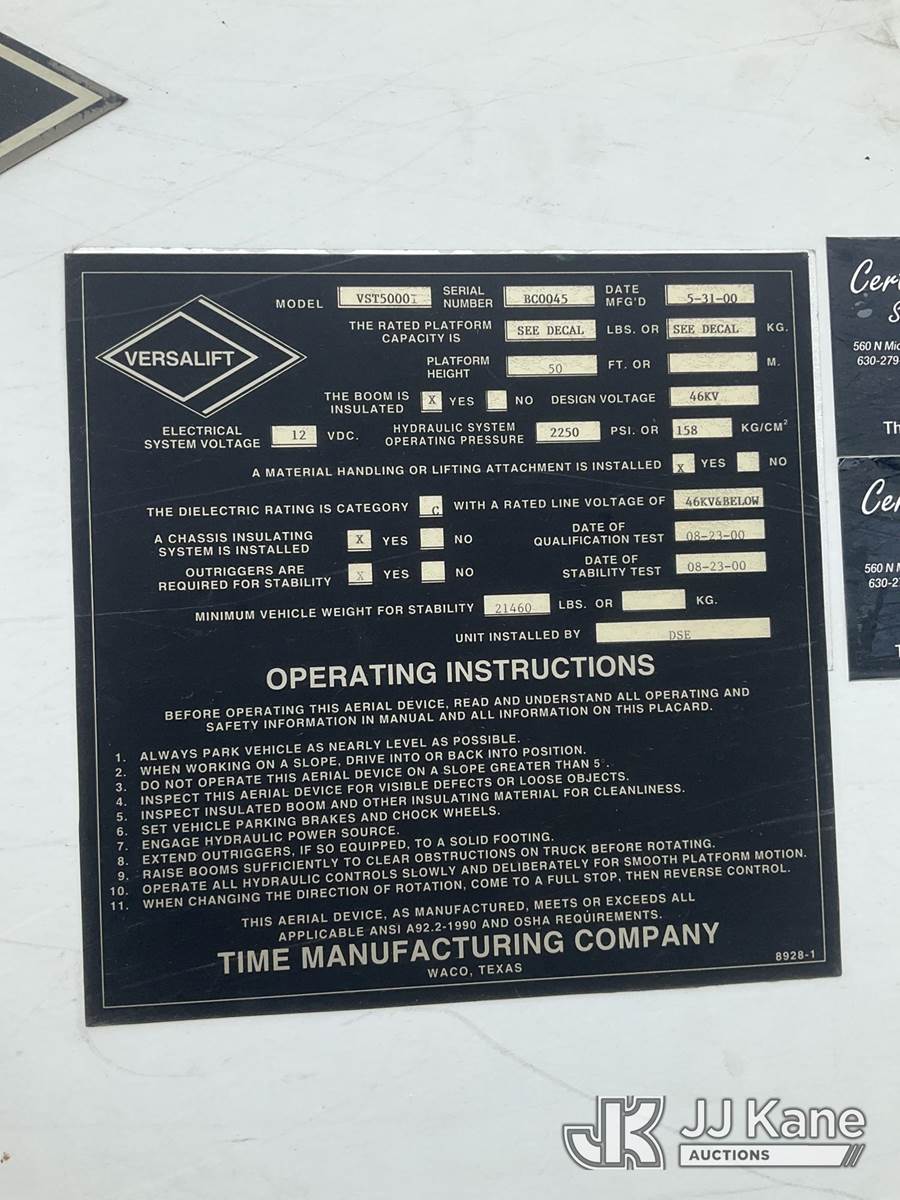 VERSALIFT
MODEL VST5000I SERIAL NUMBER BC0045 DATE MFG'D 5-31-00
THE RATED PLATFORM CAPACITY IS SEE DECAL LBS. OR SEE DECAL KG.
PLATFORM HEIGHT 50 FT. OR M.
THE BOOM IS INSULATED X YES NO DESIGN VOLTAGE 46KV
ELECTRICAL SYSTEM VOLTAGE 12 VDC. HYDRAULIC SYSTEM OPERATING PRESSURE 2250 PSI. OR 158 KG/CM²
A MATERIAL HANDLING OR LIFTING ATTACHMENT IS INSTALLED X YES NO
THE DIELECTRIC RATING IS CATEGORY C WITH A RATED LINE VOLTAGE OF 46KV&BELOW
A CHASSIS INSULATING SYSTEM IS INSTALLED X YES NO DATE OF QUALIFICATION TEST 08-23-00
OUTRIGGERS ARE REQUIRED FOR STABILITY X YES NO DATE OF STABILITY TEST 08-23-00
MINIMUM VEHICLE WEIGHT FOR STABILITY 21460 LBS. OR KG.
UNIT INSTALLED BY DSE
OPERATING INSTRUCTIONS
BEFORE OPERATING THIS AERIAL DEVICE, READ AND UNDERSTAND ALL OPERATING AND
SAFETY INFORMATION IN MANUAL AND ALL INFORMATION ON THIS PLACARD.
1. ALWAYS PARK VEHICLE AS NEARLY LEVEL AS POSSIBLE.
2. WHEN WORKING ON A SLOPE, DRIVE INTO OR BACK INTO POSITION.
3. DO NOT OPERATE THIS AERIAL DEVICE ON A SLOPE GREATER THAN 5°.
4. INSPECT THIS AERIAL DEVICE FOR VISIBLE DEFECTS OR LOOSE OBJECTS.
5. INSPECT INSULATED BOOM AND OTHER INSULATING MATERIAL FOR CLEANLINESS.
6. SET VEHICLE PARKING BRAKES AND CHOCK WHEELS.
7. ENGAGE HYDRAULIC POWER SOURCE.
8. EXTEND OUTRIGGERS, IF SO EQUIPPED, TO A SOLID FOOTING.
9. RAISE BOOMS SUFFICIENTLY TO CLEAR OBSTRUCTIONS ON TRUCK BEFORE ROTATING.
10. OPERATE ALL HYDRAULIC CONTROLS SLOWLY AND DELIBERATELY FOR SMOOTH PLATFORM MOTION.
11. WHEN CHANGING THE DIRECTION OF ROTATION, COME TO A FULL STOP, THEN REVERSE CONTROL.
THIS AERIAL DEVICE, AS MANUFACTURED, MEETS OR EXCEEDS ALL
APPLICABLE ANSI A92.2-1990 AND OSHA REQUIREMENTS.
TIME MANUFACTURING COMPANY
WACO, TEXAS
8928-1
560 N
630-279
560 N
JJ Kane
AUCTIONS